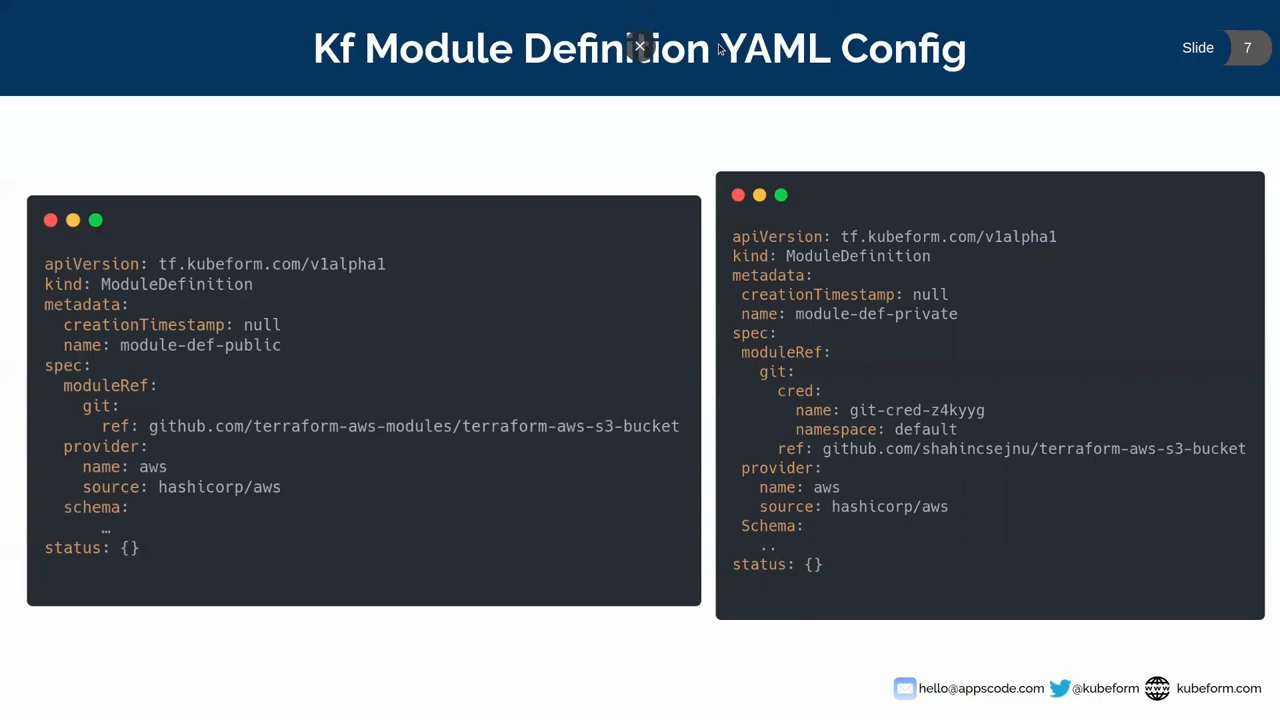 Kf Module Definition YAML Config
Slide 7
apiVersion: tf.kubeform.com/v1alpha1
kind: ModuleDefinition
metadata:
  creationTimestamp: null
  name: module-def-public
spec:
  moduleRef:
    git:
      ref: github.com/terraform-aws-modules/terraform-aws-s3-bucket
  provider:
    name: aws
    source: hashicorp/aws
  schema:
      …
status: {}
apiVersion: tf.kubeform.com/v1alpha1
kind: ModuleDefinition
metadata:
 creationTimestamp: null
 name: module-def-private
spec:
 moduleRef:
   git:
     cred:
       name: git-cred-z4kyyg
       namespace: default
     ref: github.com/shahincsejnu/terraform-aws-s3-bucket
 provider:
   name: aws
   source: hashicorp/aws
 Schema:
   ..
status: {}
hello@appscode.com @kubeform kubeform.com